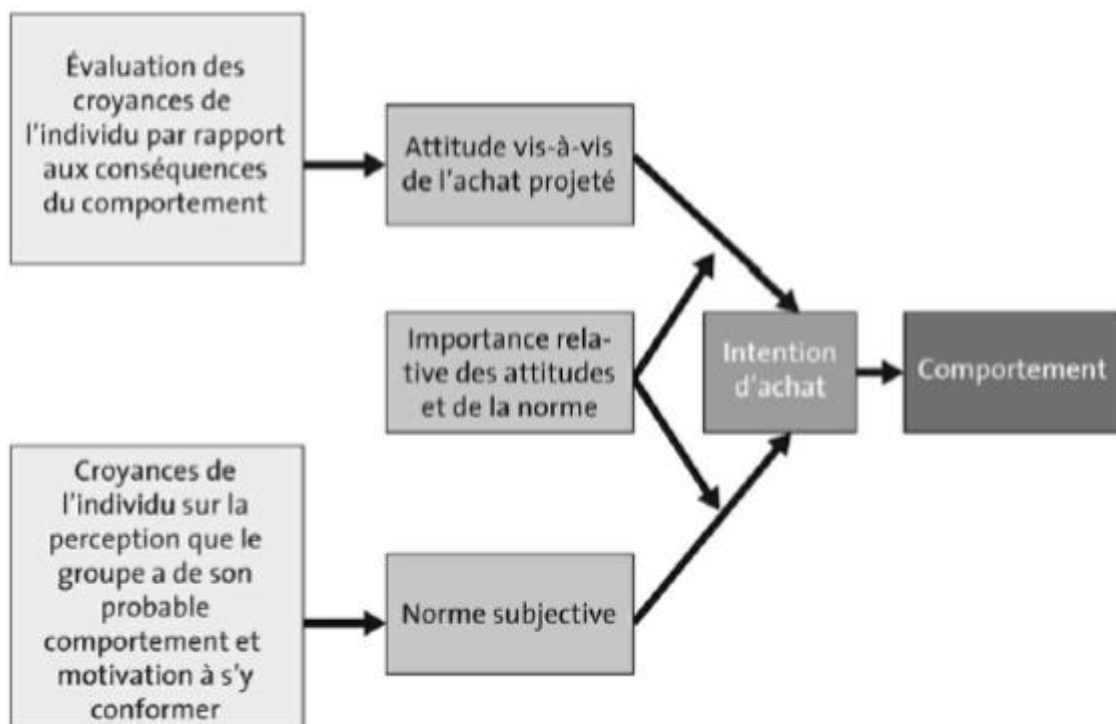 Évaluation des
croyances de
l'individu par rapport
aux conséquences
du comportement
Attitude vis-à-vis
de l'achat projeté
Importance rela-
tive des attitudes
et de la norme
Intention
d'achat
Comportement
Croyances de
l'individu sur la
perception que le
groupe a de son
probable
comportement et
motivation à s'y
conformer
Norme subjective